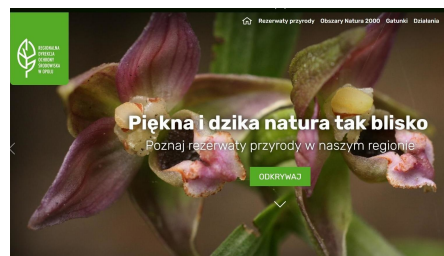 Rezerwaty przyrody Obszary Natura 2000 Gatunki Działania
REGIONALNA
DYREKCJA
OCHRONY
ŚRODOWISKA
W OPOLU
Piękna i dzika natura tak blisko
Poznaj rezerwaty przyrody w naszym regionie
ODKRYWAJ